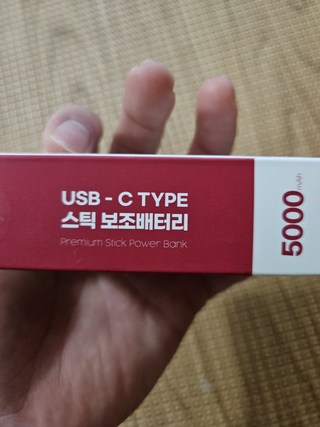 USB - C TYPE
스틱 보조배터리
Premium Stick Power Bank
5000mAh